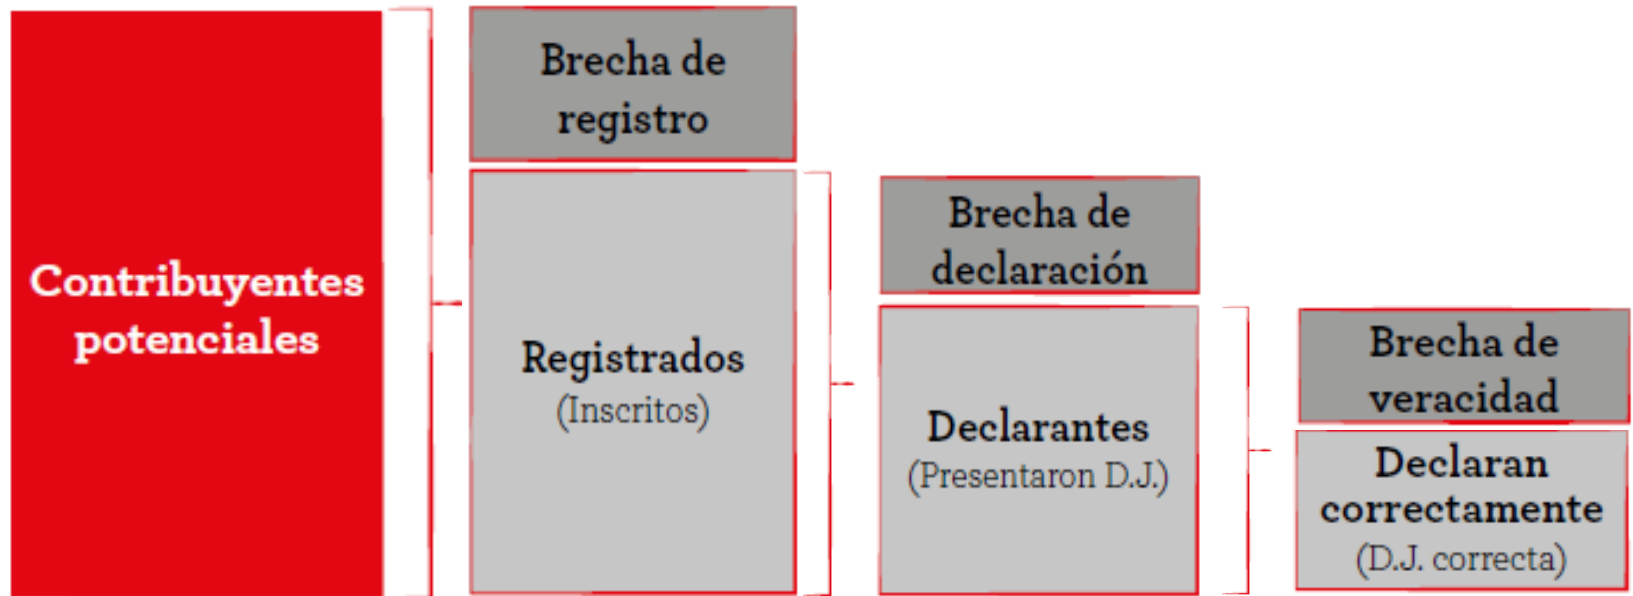 Contribuyentes
potenciales
Brecha de
registro
Registrados
(Inscritos)
Brecha de
declaración
Declarantes
(Presentaron D.J.)
Brecha de
veracidad
Declaran
correctamente
(D.J. correcta)